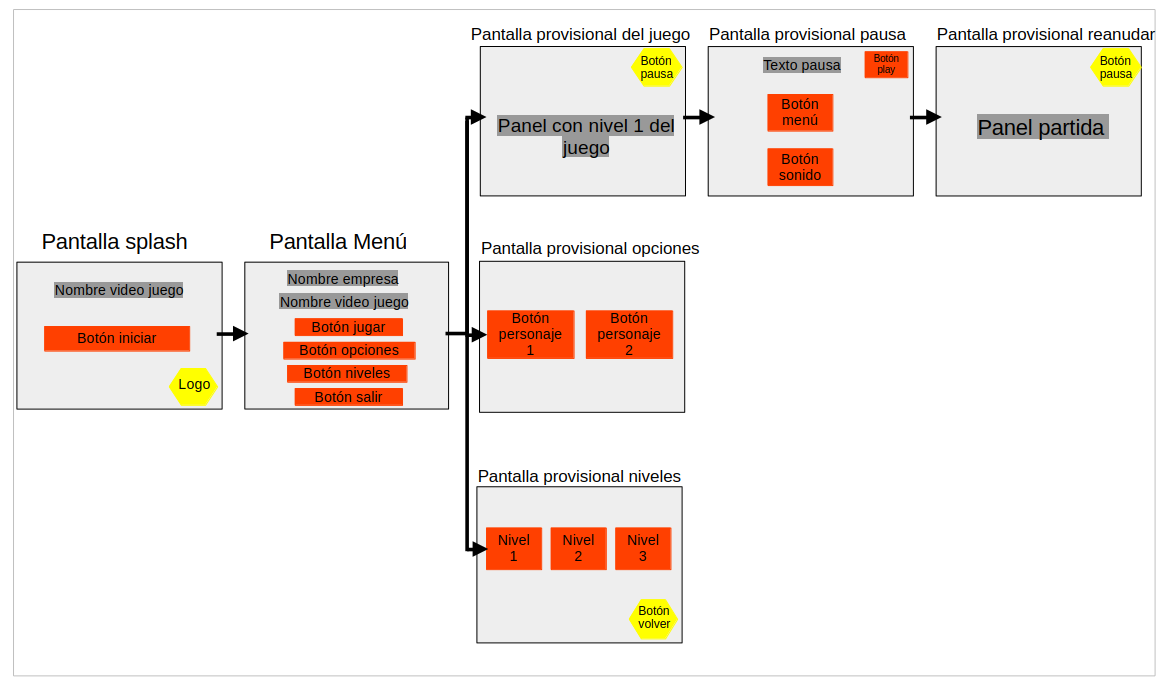 Pantalla provisional del juego
Botón
pausa
Panel con nivel 1 del
juego
Pantalla provisional pausa
Texto pausa
Botón
play
Botón
menú
Botón
sonido
Pantalla provisional reanudar
Botón
pausa
Panel partida
Pantalla splash
Nombre video juego
Botón iniciar
Logo
Pantalla Menú
Nombre empresa
Nombre video juego
Botón jugar
Botón opciones
Botón niveles
Botón salir
Pantalla provisional opciones
Botón
personaje
1
Botón
personaje
2
Pantalla provisional niveles
Nivel
1
Nivel
2
Nivel
3
Botón
volver